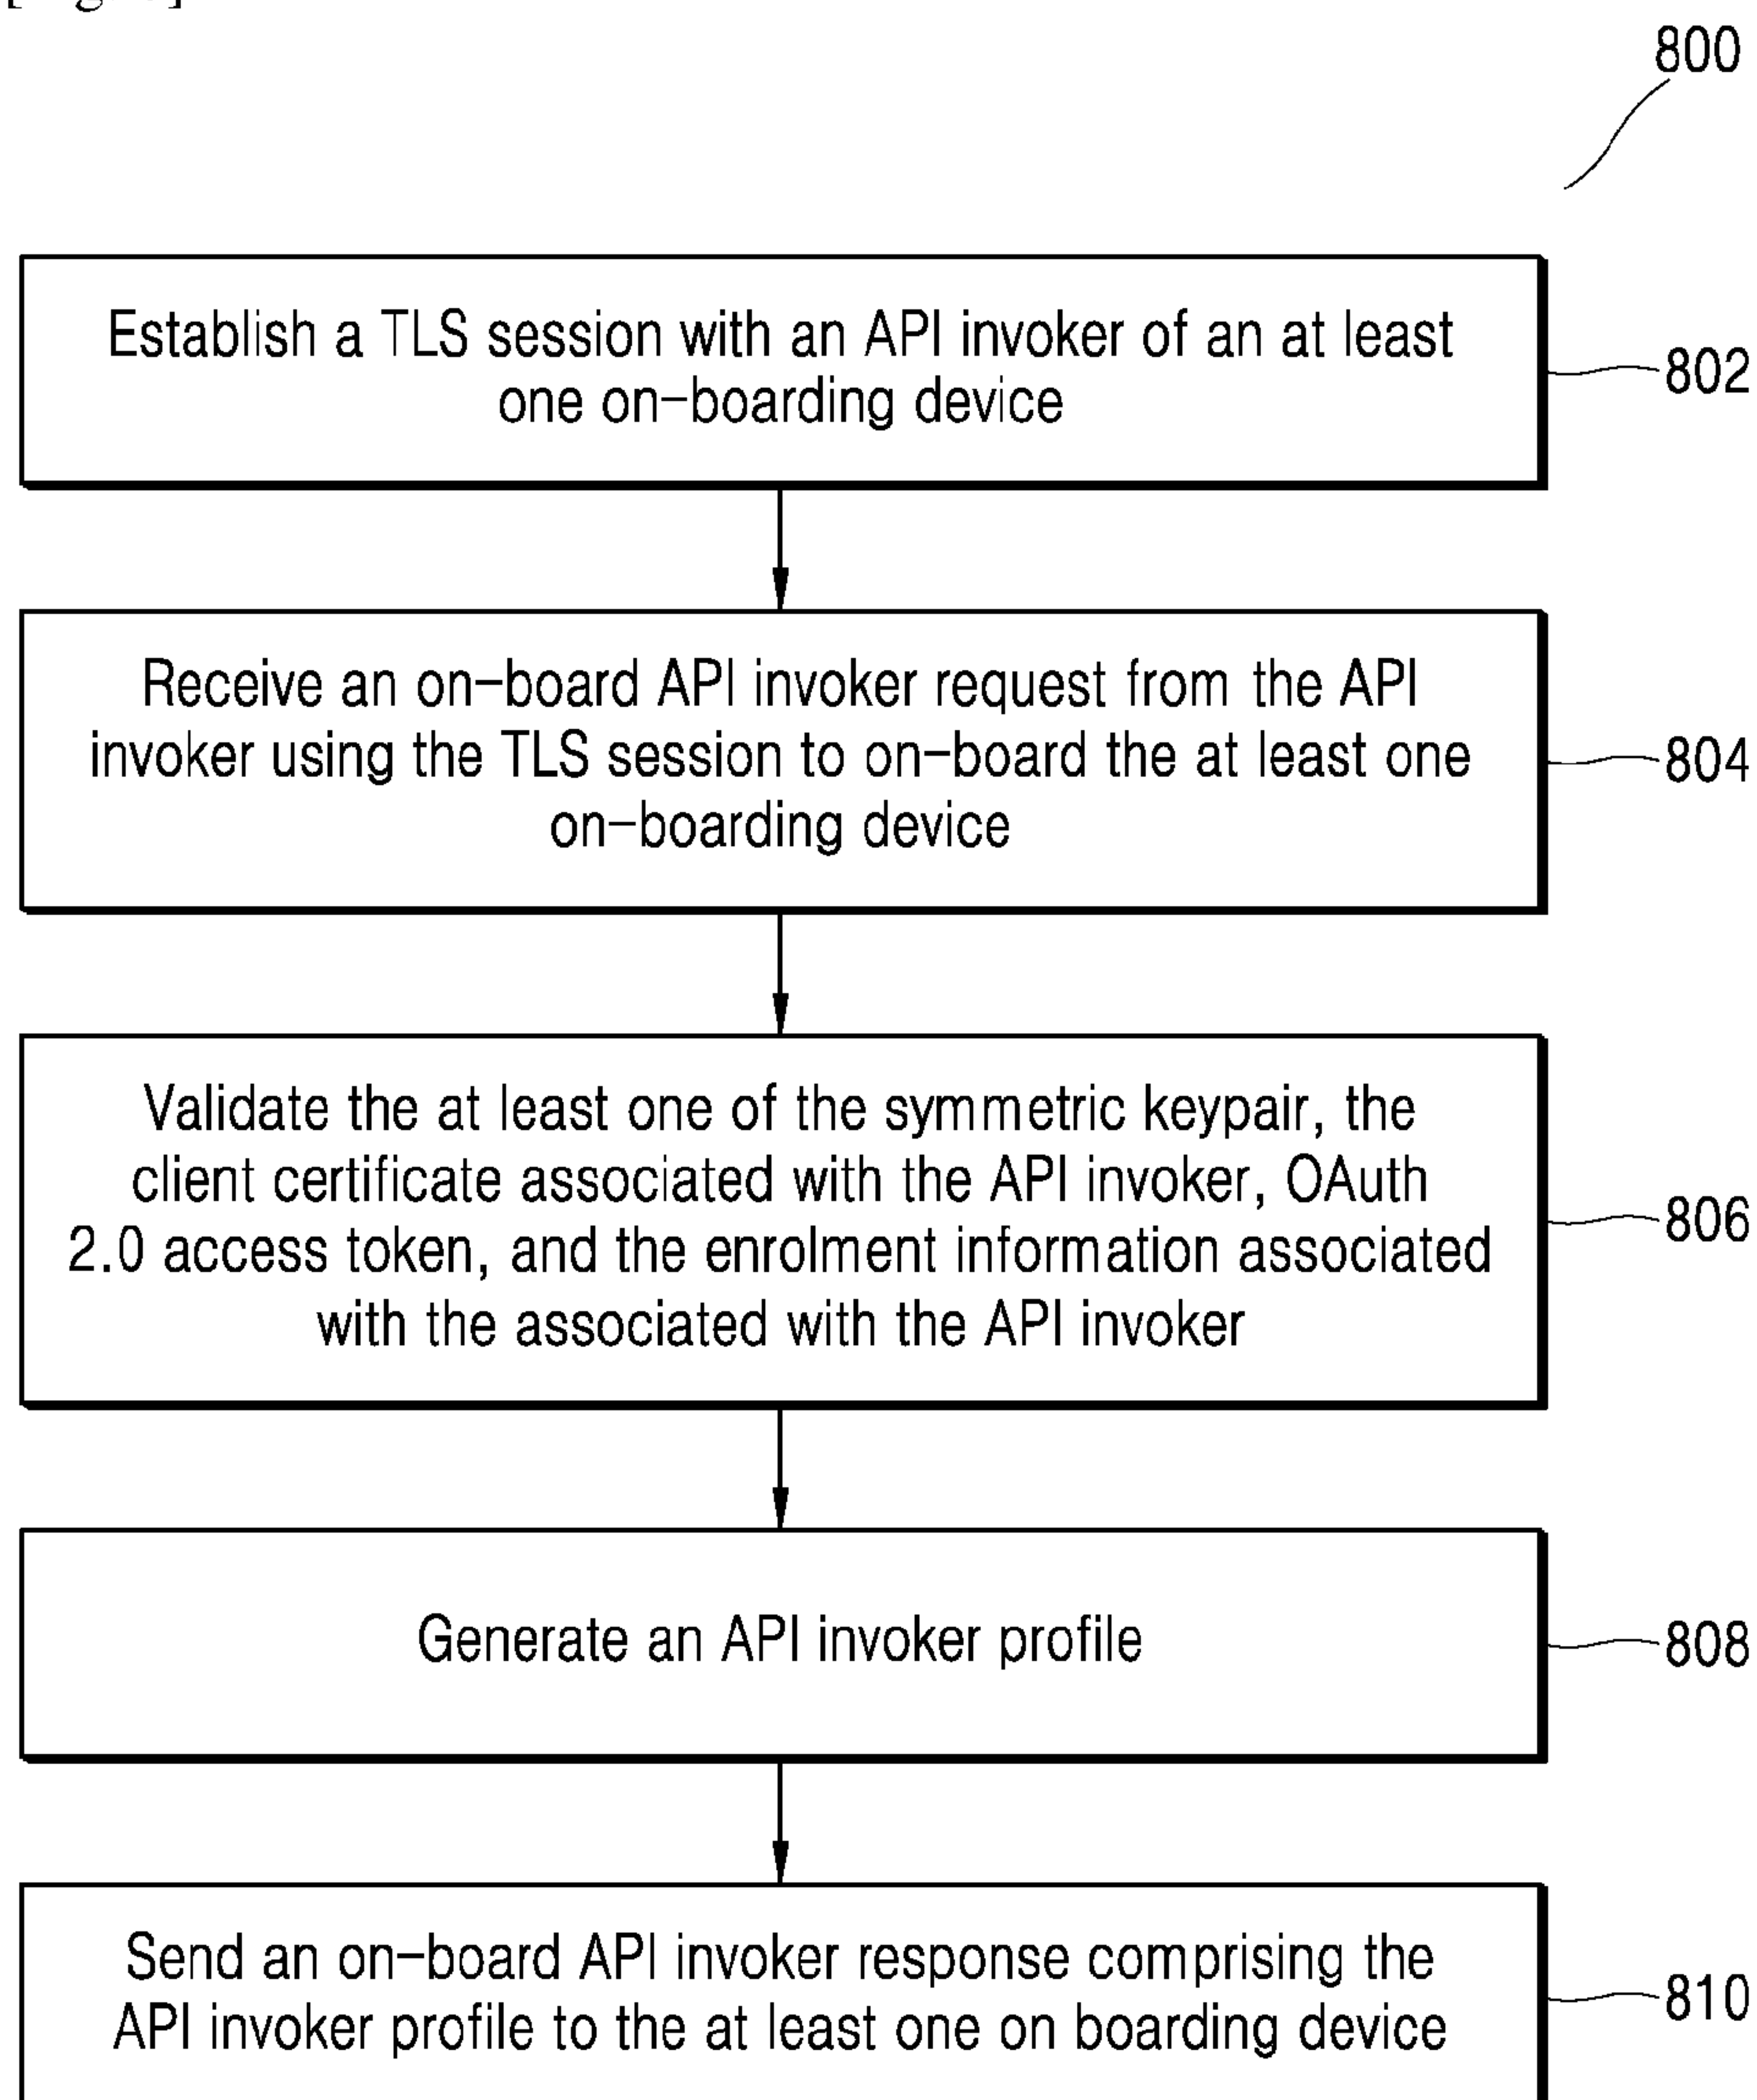 800
Establish a TLS session with an API invoker of an at least
one on-boarding device
802
Receive an on-board API invoker request from the API
invoker using the TLS session to on-board the at least one
on-boarding device
804
Validate the at least one of the symmetric keypair, the
client certificate associated with the API invoker, OAuth
2.0 access token, and the enrolment information associated
with the associated with the API invoker
806
Generate an API invoker profile
808
Send an on-board API invoker response comprising the
API invoker profile to the at least one on boarding device
810